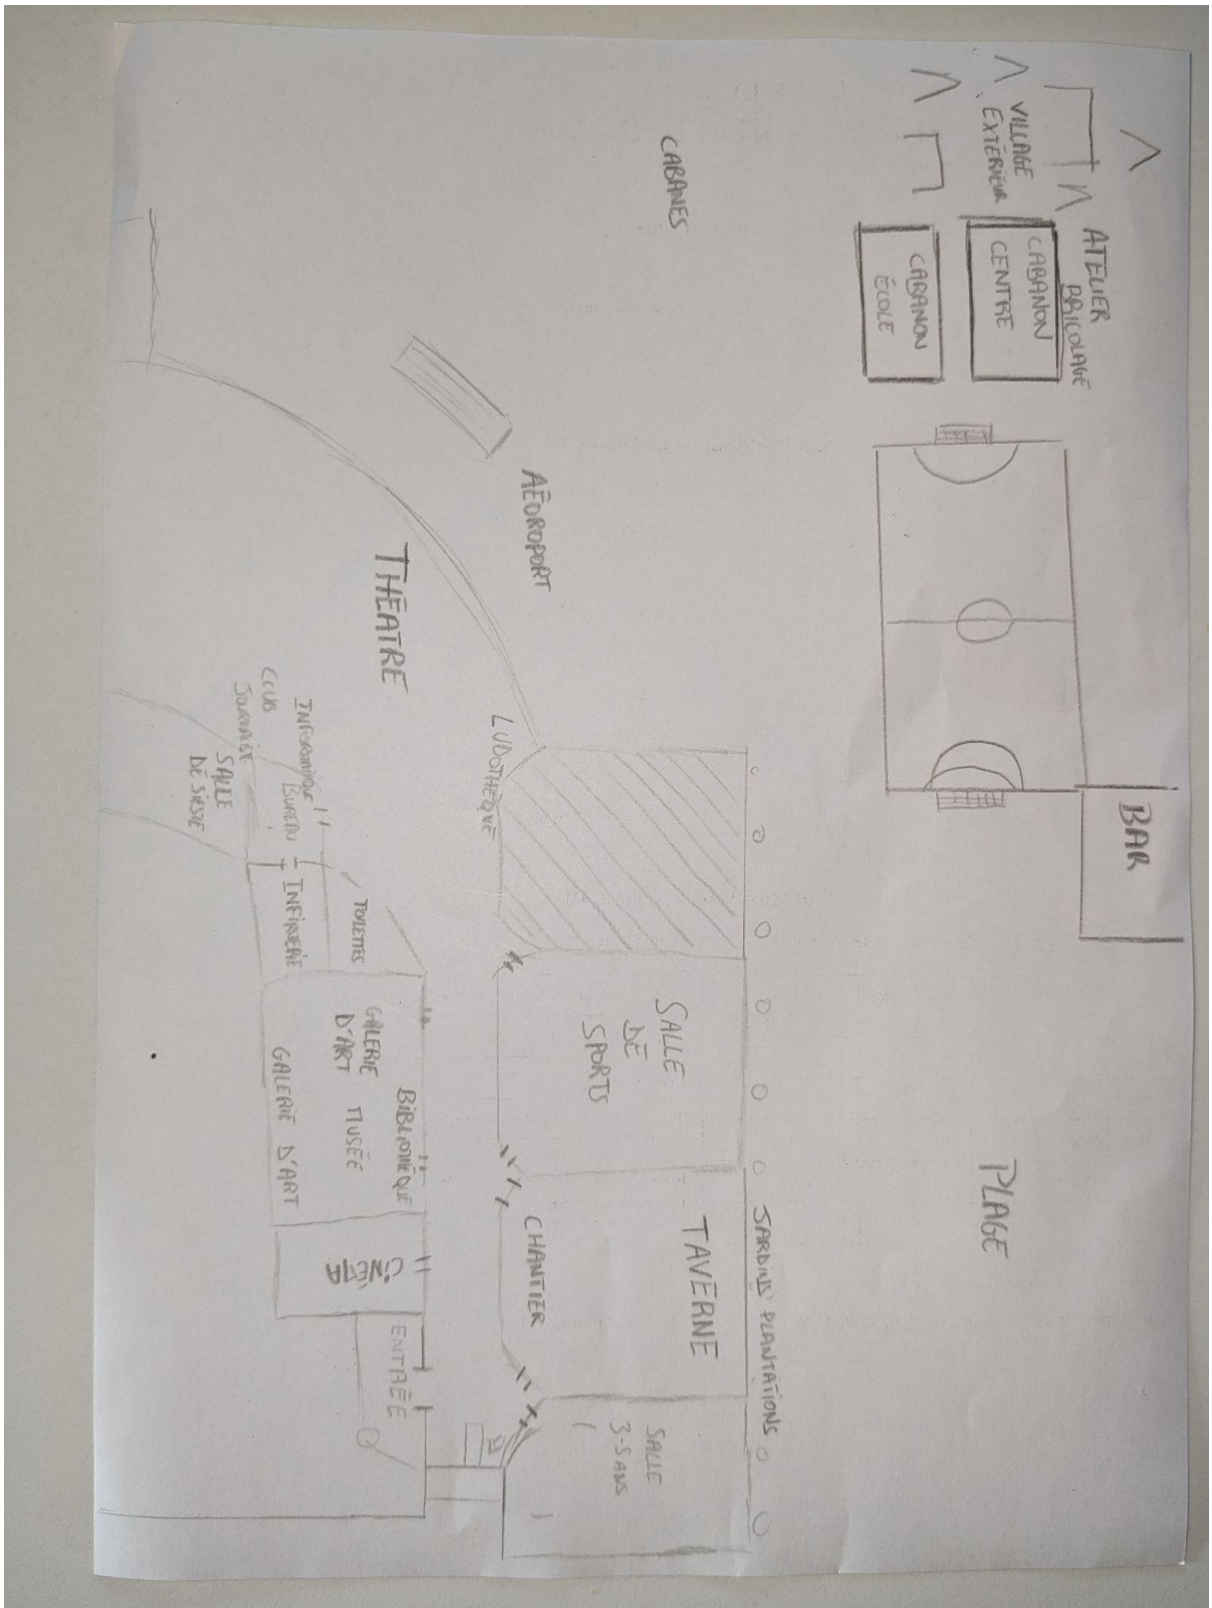 VILLAGE
EXTÉRIEUR
ATELIER
BRICOLAGE
CABANON
CENTRE
CABANON
ÉCOLE
BAR
CABANES
PLAGE
AÉOROPORT
THÉATRE
LUDOTHÈQUE
SALLE
DE
SPORTS
TAVERNE
JARDINS PLANTATIONS
CHANTIER
SALLE
3-5 ANS
INFORMIQUE
CLUB
JOURNALISTE
BUREAU
SALLE
DE SIESTE
INFIRMERIE
TOILETTES
BIBLIOTHÈQUE
GALERIE
D'ART MUSÉE
GALERIE D'ART
CINÉMA
ENTRÉE